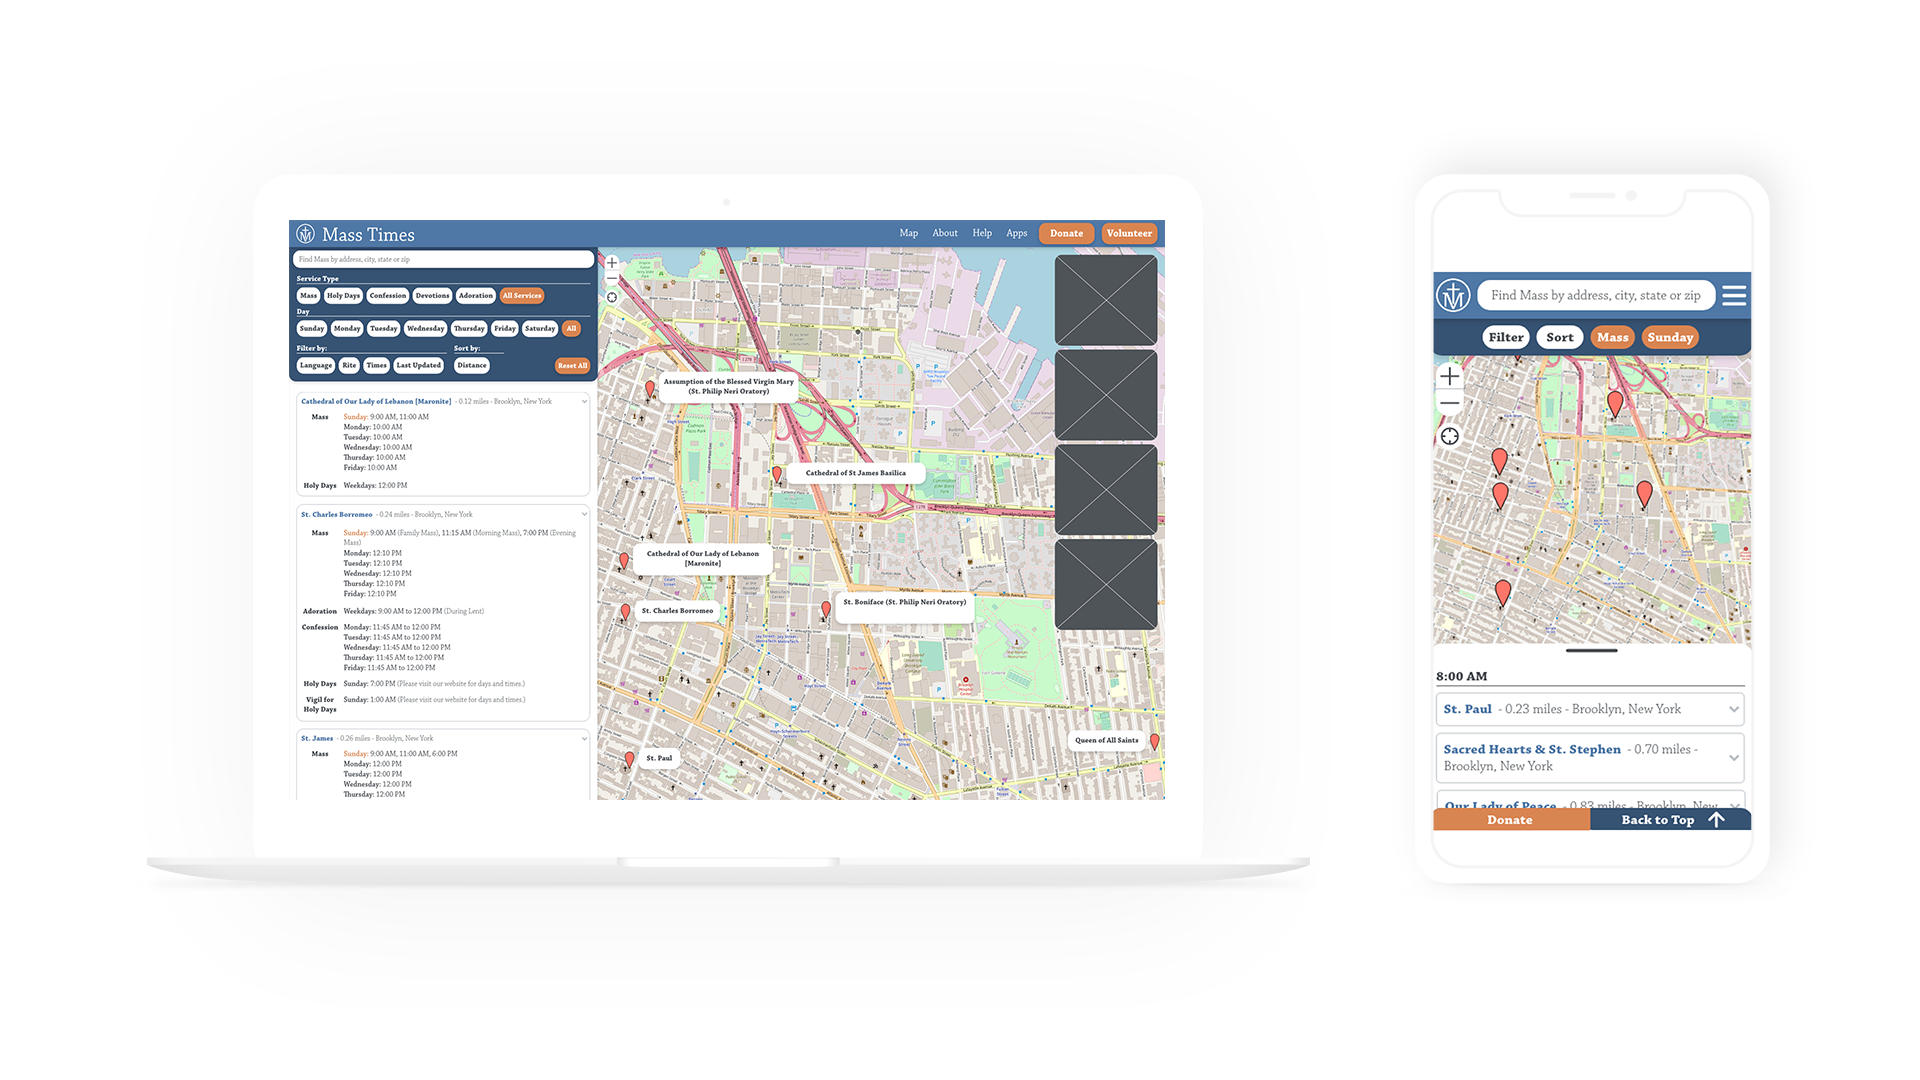 Mass Times
Map About Help Apps Donate Volunteer
Find Mass by address, city, state or zip
Service Type
Mass Holy Days Confession Devotions Adoration All Services
Day
Sunday Monday Tuesday Wednesday Thursday Friday Saturday All
Filter by: Sort by:
Language Rite Times Last Updated Distance Reset All
Cathedral of Our Lady of Lebanon [Maronite] - 0.12 miles - Brooklyn, New York
Mass Sunday: 9:00 AM, 11:00 AM
Monday: 10:00 AM
Tuesday: 10:00 AM
Wednesday: 10:00 AM
Thursday: 10:00 AM
Friday: 10:00 AM
Holy Days Weekdays: 12:00 PM
St. Charles Borromeo - 0.24 miles - Brooklyn, New York
Mass Sunday: 9:00 AM (Family Mass), 11:15 AM (Morning Mass), 7:00 PM (Evening
Mass)
Monday: 12:10 PM
Tuesday: 12:10 PM
Wednesday: 12:10 PM
Thursday: 12:10 PM
Friday: 12:10 PM
Adoration Weekdays: 9:00 AM to 12:00 PM (During Lent)
Confession Monday: 11:45 AM to 12:00 PM
Tuesday: 11:45 AM to 12:00 PM
Wednesday: 11:45 AM to 12:00 PM
Thursday: 11:45 AM to 12:00 PM
Friday: 11:45 AM to 12:00 PM
Holy Days Sunday: 7:00 PM (Please visit our website for days and times.)
Vigil for Sunday: 1:00 AM (Please visit our website for days and times.)
Holy Days
St. James - 0.26 miles - Brooklyn, New York
Mass Sunday: 9:00 AM, 11:00 AM, 6:00 PM
Monday: 12:00 PM
Tuesday: 12:00 PM
Wednesday: 12:00 PM
Thursday: 12:00 PM
Assumption of the Blessed Virgin Mary
(St. Philip Neri Oratory)
Cathedral of St James Basilica
Cathedral of Our Lady of Lebanon
[Maronite]
St. Charles Borromeo
St. Boniface (St. Philip Neri Oratory)
Queen of All Saints
St. Paul
Find Mass by address, city, state or zip
Filter Sort Mass Sunday
8:00 AM
St. Paul - 0.23 miles - Brooklyn, New York
Sacred Hearts & St. Stephen - 0.70 miles -
Brooklyn, New York
Our Lady of Peace - 0.83 miles - Brooklyn, New
Donate Back to Top